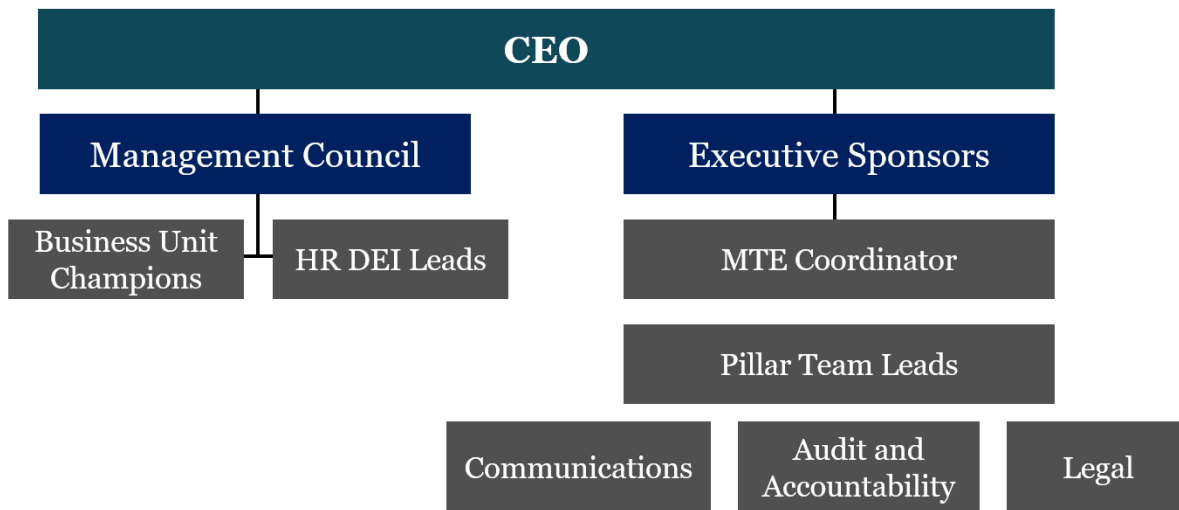 CEO
Management Council
Executive Sponsors
Business Unit
Champions
HR DEI Leads
MTE Coordinator
Pillar Team Leads
Communications
Audit and
Accountability
Legal